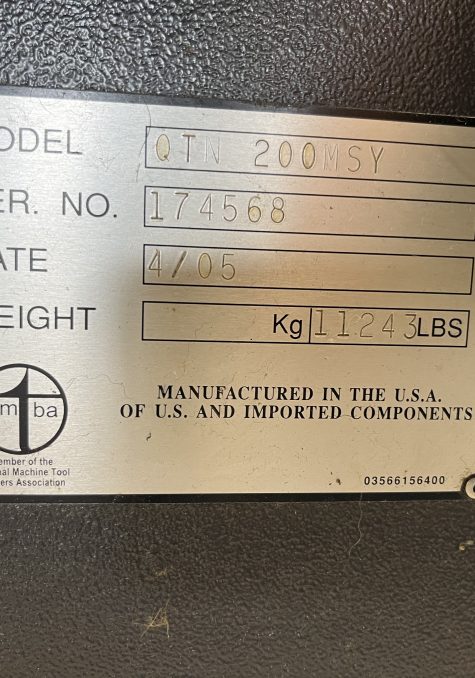 ODEL QTN 200MSY
ER. NO. 174568
ATE 4/05
EIGHT Kg 11243 LBS
m ba
MANUFACTURED IN THE U.S.A.
OF U.S. AND IMPORTED COMPONENTS
ember of the
nal Machine Tool
ers Association
03566156400